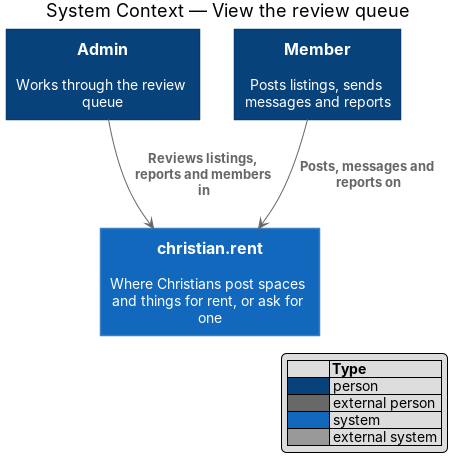 System Context — View the review queue
Admin
Works through the review
queue
Member
Posts listings, sends
messages and reports
Reviews listings,
reports and members
in
Posts, messages and
reports on
christian.rent
Where Christians post spaces
and things for rent, or ask for
one
Type
person
external person
system
external system